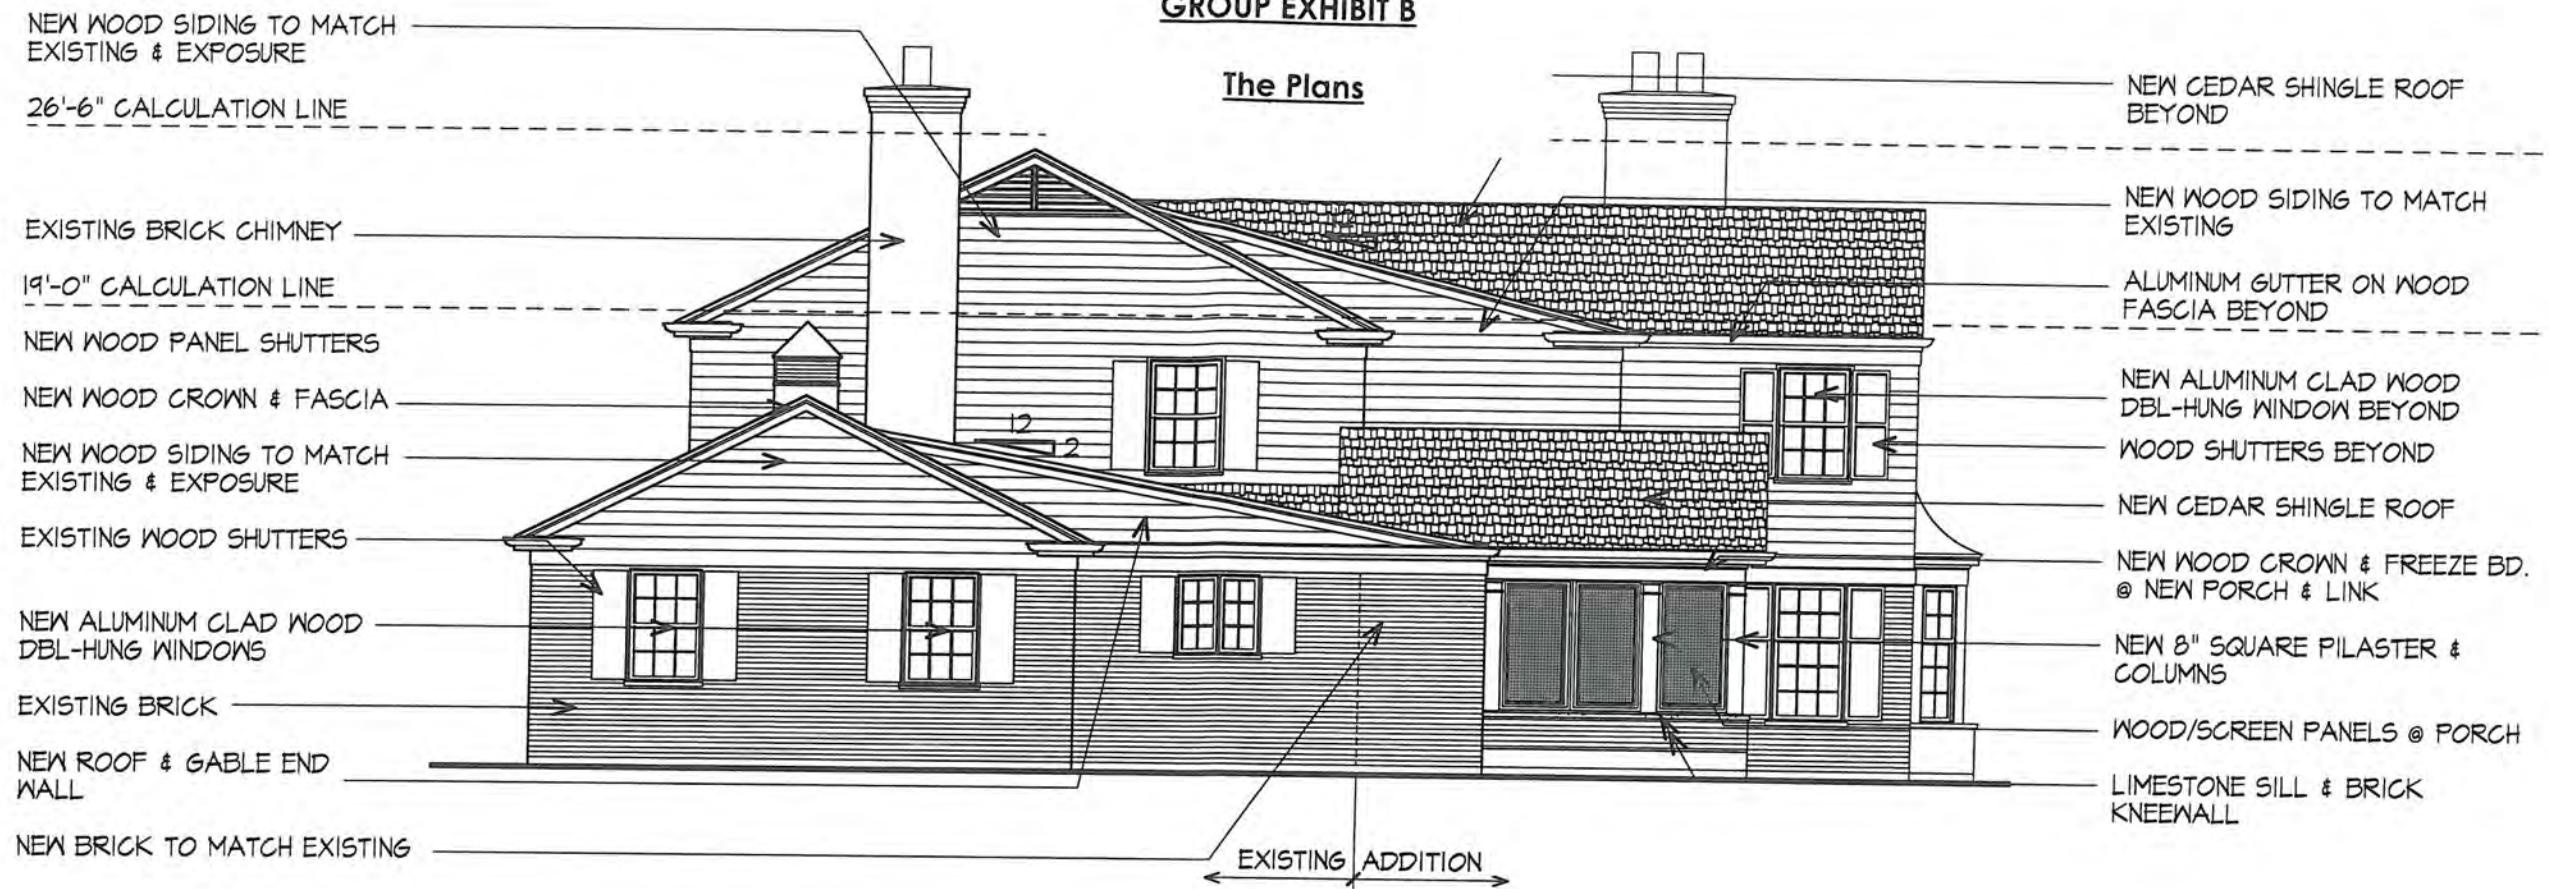 GROUP EXHIBIT B
The Plans
NEW WOOD SIDING TO MATCH
EXISTING & EXPOSURE
26'-6" CALCULATION LINE
EXISTING BRICK CHIMNEY
19'-0" CALCULATION LINE
NEW WOOD PANEL SHUTTERS
NEW WOOD CROWN & FASCIA
NEW WOOD SIDING TO MATCH
EXISTING & EXPOSURE
EXISTING WOOD SHUTTERS
NEW ALUMINUM CLAD WOOD
DBL-HUNG WINDOWS
EXISTING BRICK
NEW ROOF & GABLE END
WALL
NEW BRICK TO MATCH EXISTING
12
12
2
EXISTING ADDITION
NEW CEDAR SHINGLE ROOF
BEYOND
NEW WOOD SIDING TO MATCH
EXISTING
ALUMINUM GUTTER ON WOOD
FASCIA BEYOND
NEW ALUMINUM CLAD WOOD
DBL-HUNG WINDOW BEYOND
WOOD SHUTTERS BEYOND
NEW CEDAR SHINGLE ROOF
NEW WOOD CROWN & FREEZE BD.
@ NEW PORCH & LINK
NEW 8" SQUARE PILASTER &
COLUMNS
WOOD/SCREEN PANELS @ PORCH
LIMESTONE SILL & BRICK
KNEEWALL